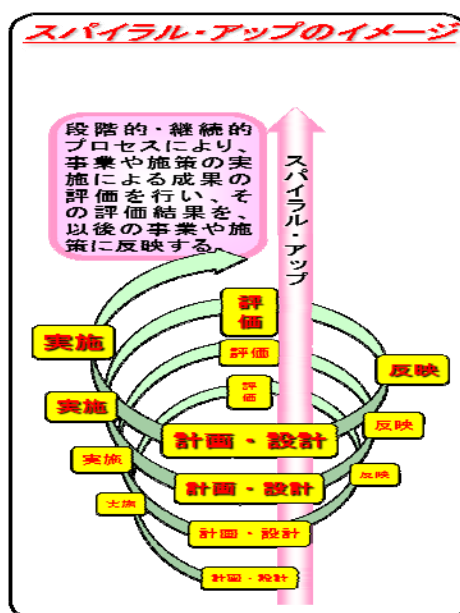 スパイラル・アップのイメージ
段階的・継続的
プロセスにより、
事業や施策の実
施による成果の
評価を行い、そ
の評価結果を、
以後の事業や施
策に反映する。
スパイラル・アップ
評
価
実施
評価
反映
実施
評
価
反映
計画・設計
実施
反映
計画・設計
実施
計画・設計
計画・設計